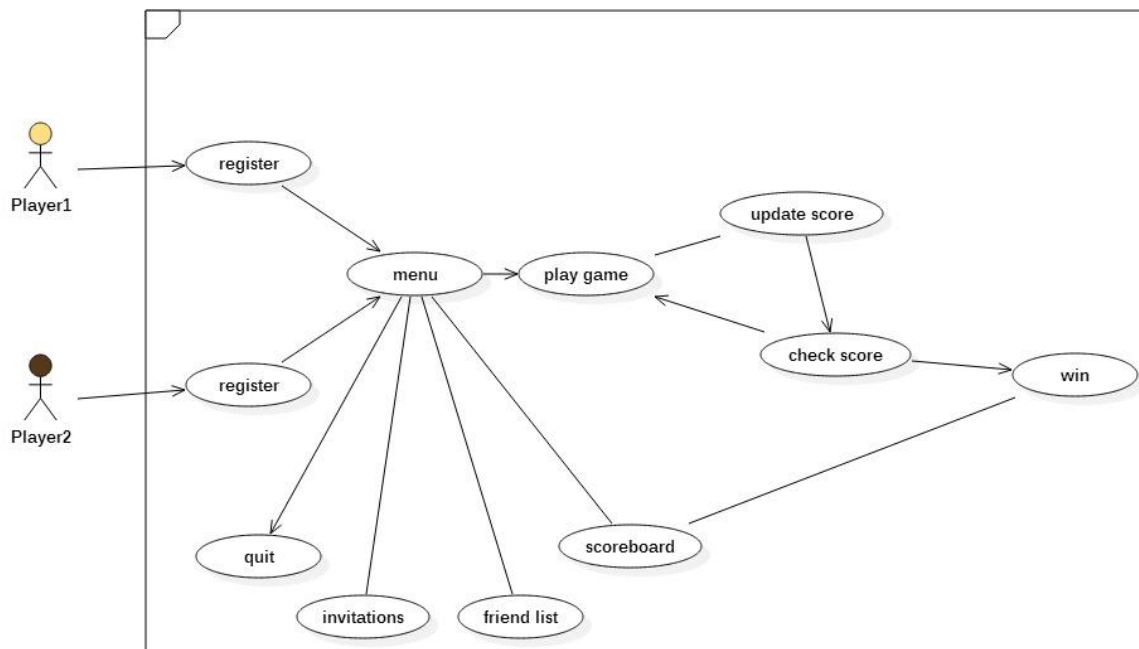 register
Player1
update score
menu
play game
check score
register
win
Player2
quit
scoreboard
invitations
friend list